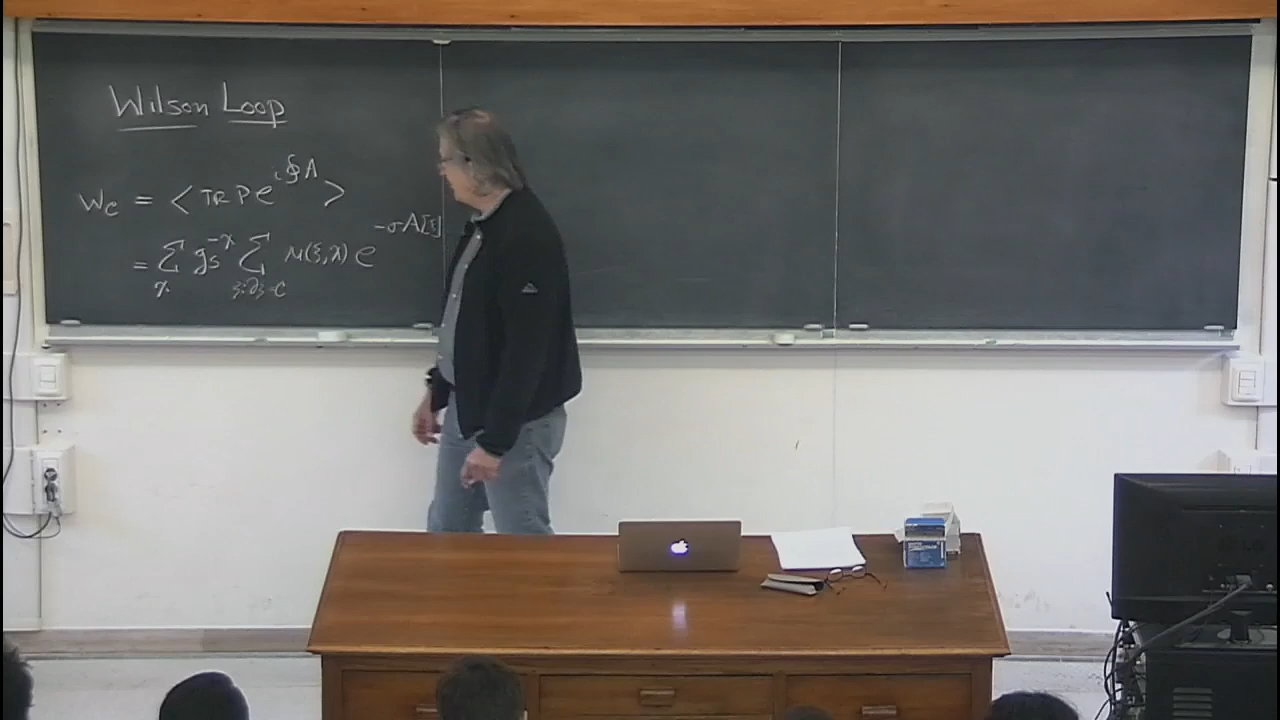 Wilson Loop
W_C = < TR P e^{i∮A} >
= Σ_χ g_s^{-χ} Σ_{ξ:∂ξ=C} μ(ξ,χ) e^{-σA[ξ]}